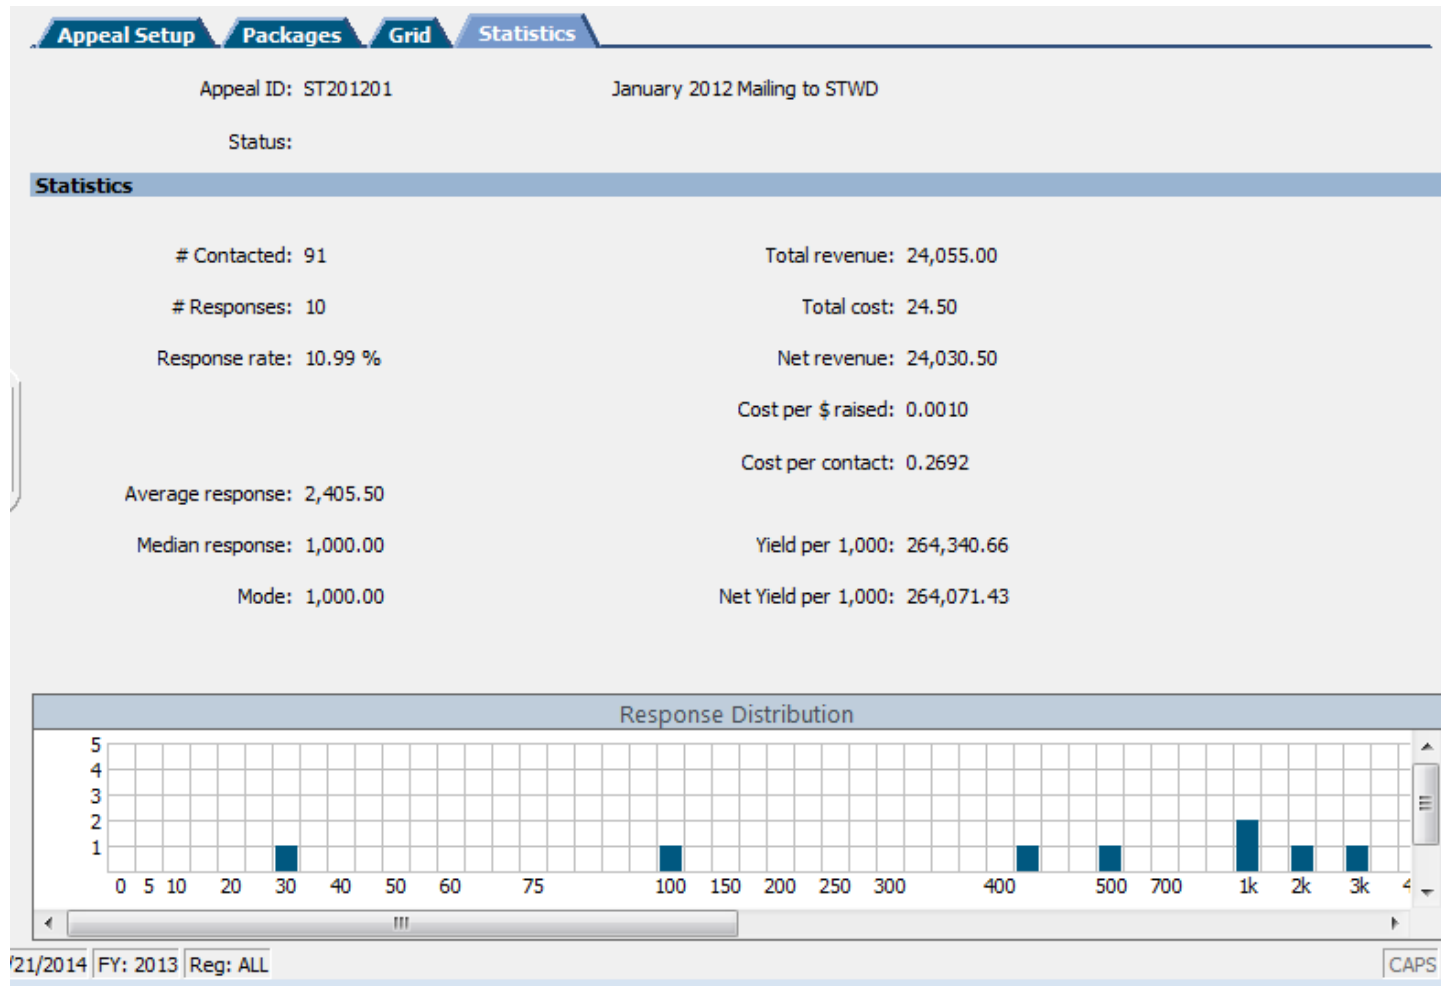 Appeal Setup Packages Grid Statistics
Appeal ID: ST201201 January 2012 Mailing to STWD
Status:
Statistics
# Contacted: 91 Total revenue: 24,055.00
# Responses: 10 Total cost: 24.50
Response rate: 10.99 % Net revenue: 24,030.50
Cost per $ raised: 0.0010
Cost per contact: 0.2692
Average response: 2,405.50
Median response: 1,000.00 Yield per 1,000: 264,340.66
Mode: 1,000.00 Net Yield per 1,000: 264,071.43
Response Distribution
5
4
3
2
1
0 5 10 20 30 40 50 60 75 100 150 200 250 300 400 500 700 1k 2k 3k
/21/2014 FY: 2013 Reg: ALL CAPS